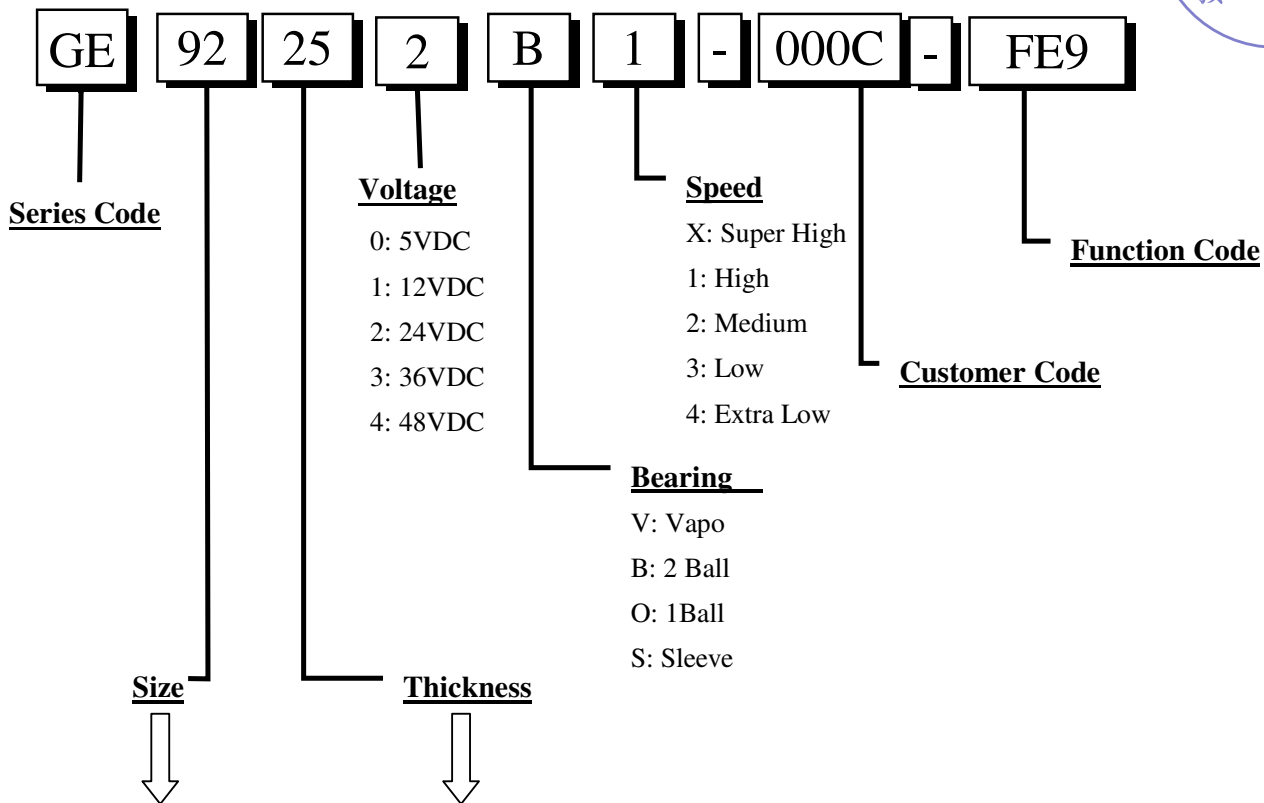 GE 92 25 2 B 1 - 000C - FE9
Series Code
Voltage
0: 5VDC
1: 12VDC
2: 24VDC
3: 36VDC
4: 48VDC
Speed
X: Super High
1: High
2: Medium
3: Low
4: Extra Low
Function Code
Customer Code
Bearing
V: Vapo
B: 2 Ball
O: 1Ball
S: Sleeve
Size
Thickness